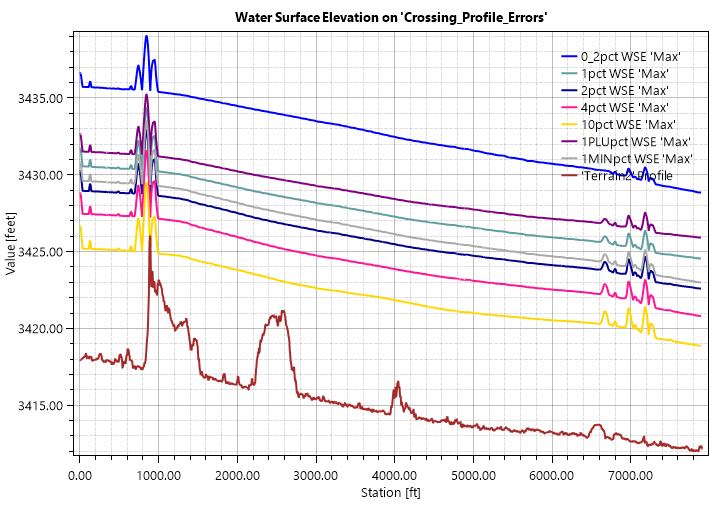 Water Surface Elevation on 'Crossing_Profile_Errors'
0_2pct WSE 'Max'
1pct WSE 'Max'
2pct WSE 'Max'
4pct WSE 'Max'
10pct WSE 'Max'
1PLUpct WSE 'Max'
1MINpct WSE 'Max'
'Terrain2' Profile
Value [feet]
3435.00
3430.00
3425.00
3420.00
3415.00
0.00 1000.00 2000.00 3000.00 4000.00 5000.00 6000.00 7000.00
Station [ft]